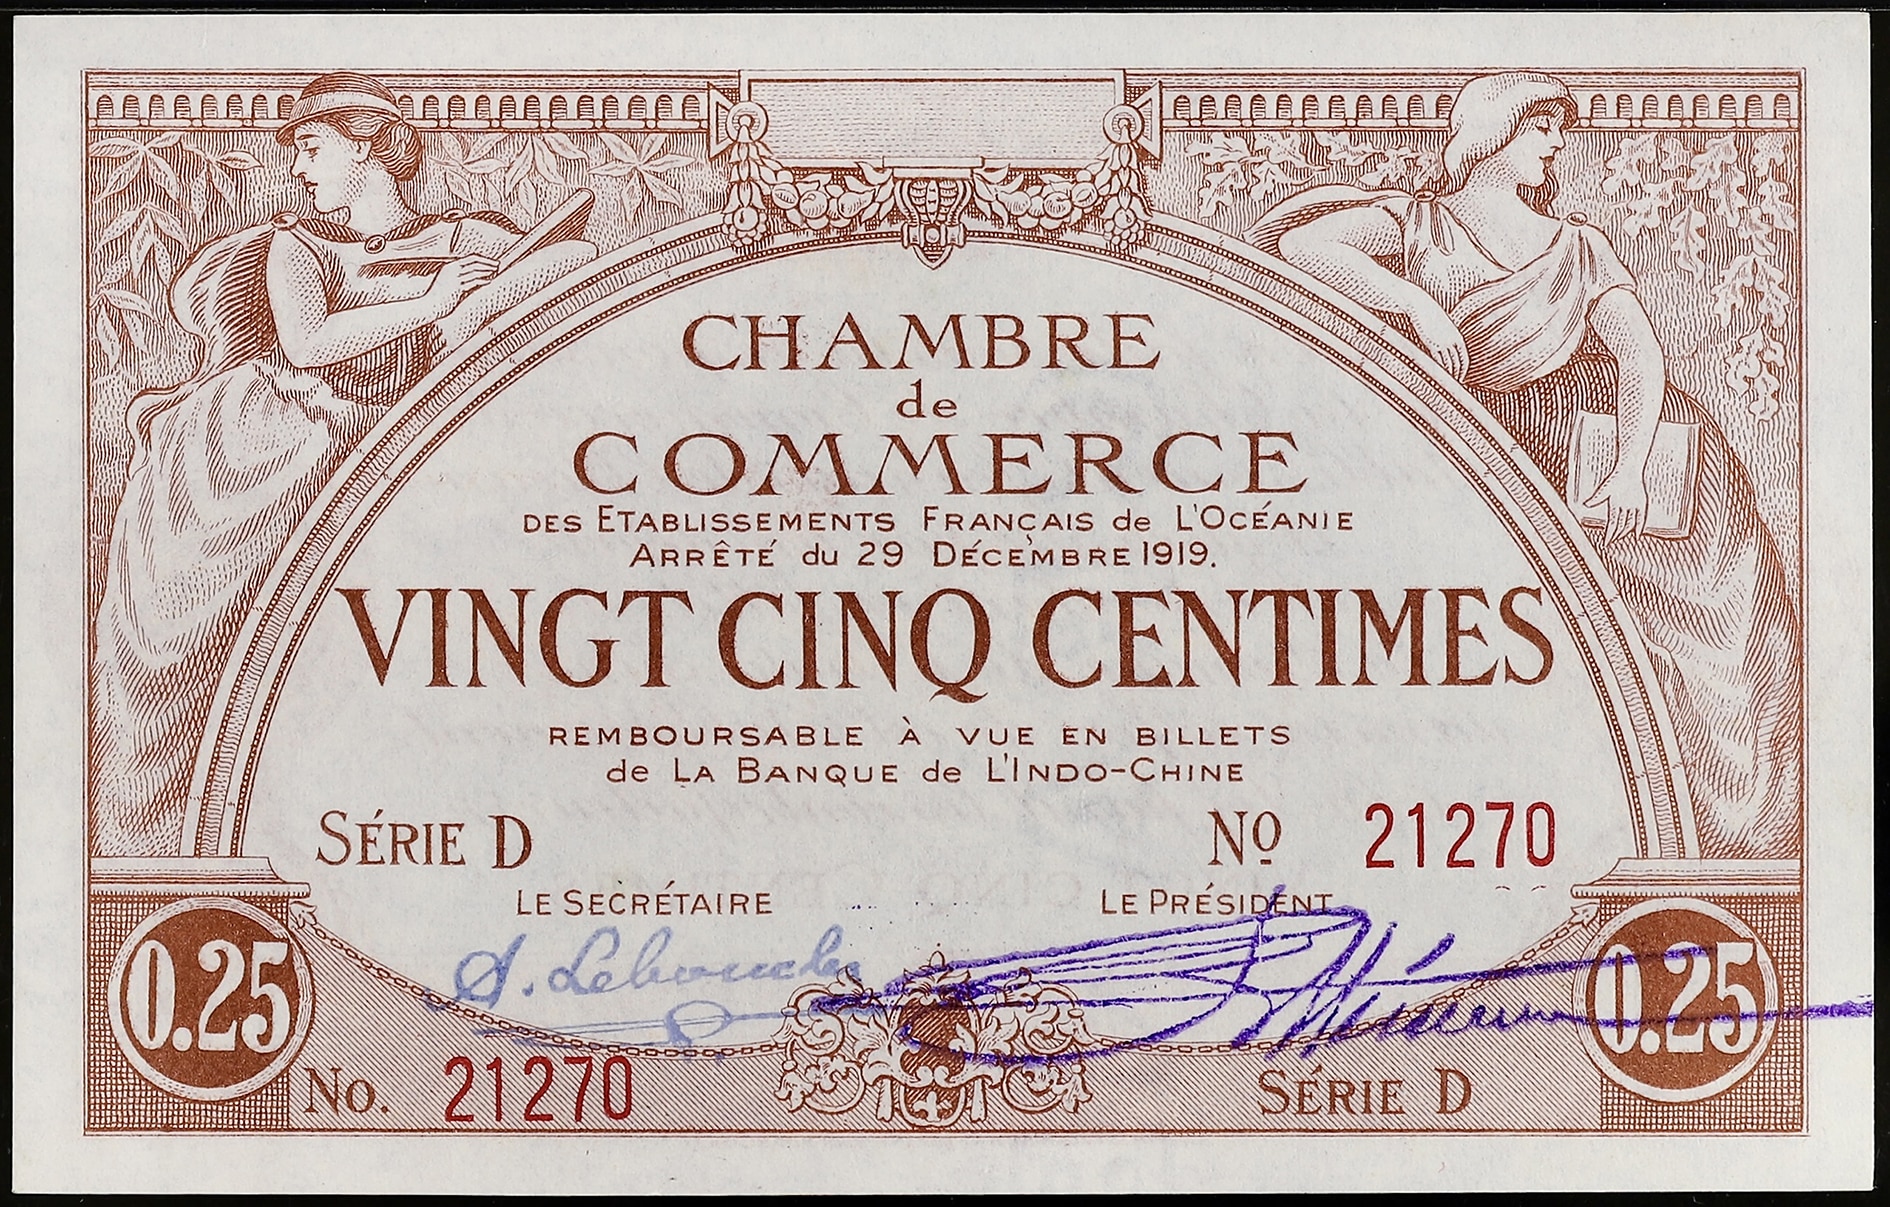 CHAMBRE
de
COMMERCE
DES ETABLISSEMENTS FRANÇAIS de L'OCÉANIE
ARRÊTÉ du 29 DÉCEMBRE 1919.
VINGT CINQ CENTIMES
REMBOURSABLE À VUE EN BILLETS
de LA BANQUE de L'INDO-CHINE
SÉRIE D Nº 21270
LE SECRÉTAIRE LE PRÉSIDENT
0.25 0.25
No. 21270 SÉRIE D